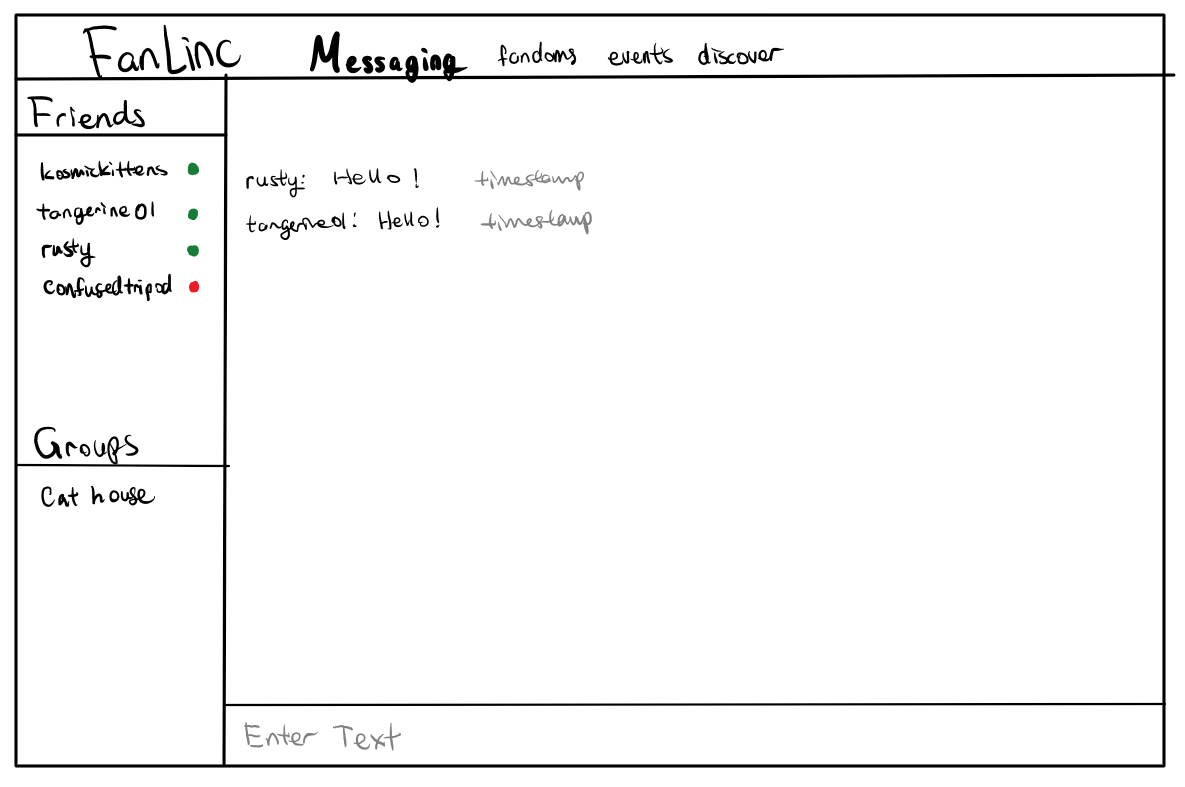 FanLinc Messaging fandoms events discover
Friends
kosmickittens
tangerine01
rusty
confusedtripod
Groups
Cat house
rusty: Hello! timestamp
tangerine01: Hello! timestamp
Enter Text